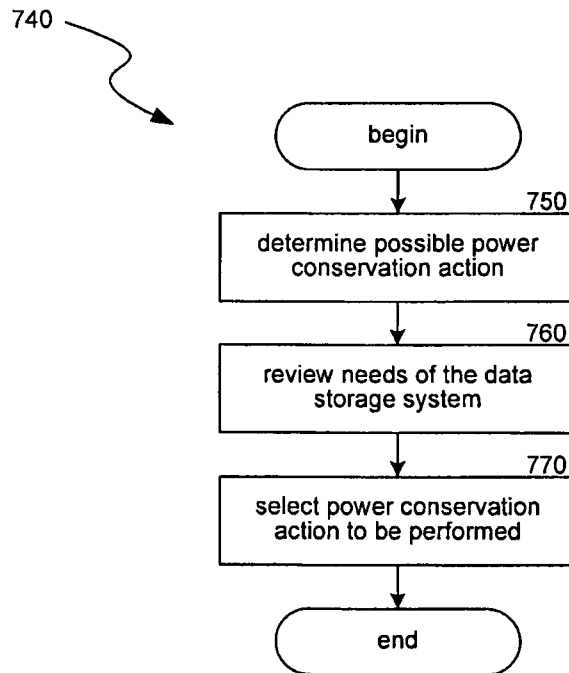 740
begin
750
determine possible power
conservation action
760
review needs of the data
storage system
770
select power conservation
action to be performed
end